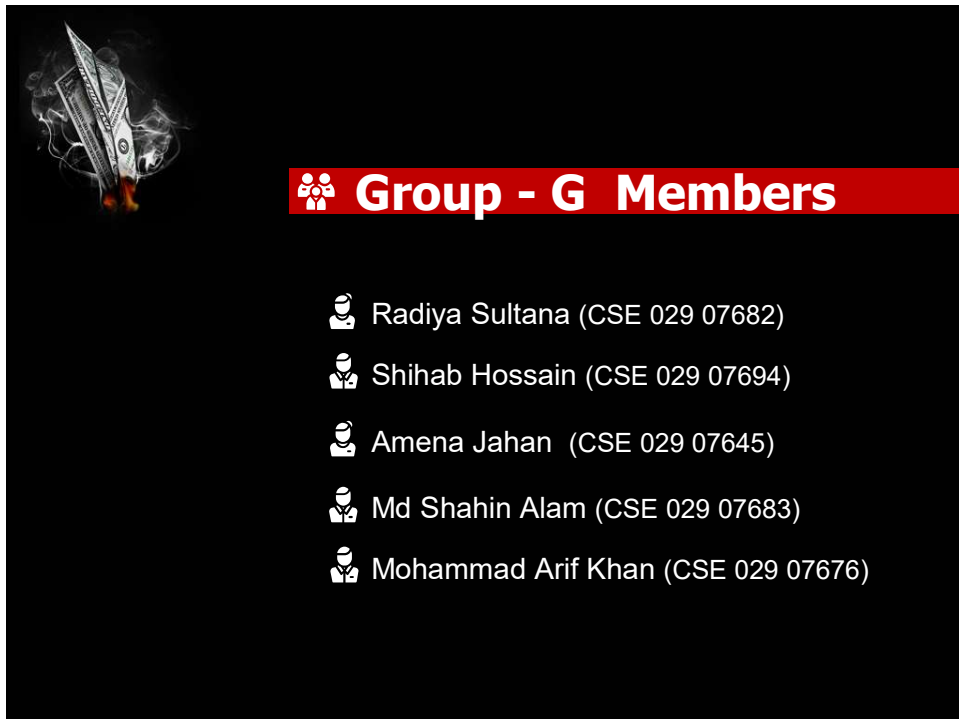 Group - G  Members
Radiya Sultana (CSE 029 07682)
Shihab Hossain (CSE 029 07694)
Amena Jahan  (CSE 029 07645)
Md Shahin Alam (CSE 029 07683)
Mohammad Arif Khan (CSE 029 07676)